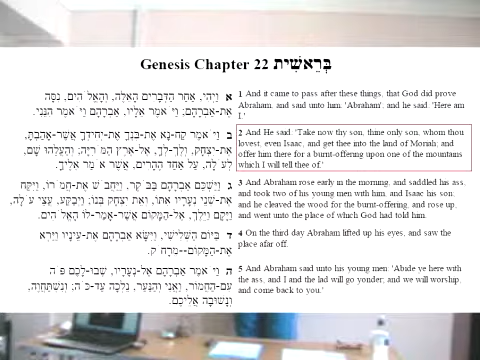 Genesis Chapter 22 בְּרֵאשִׁית
א וַיְהִי, אַחַר הַדְּבָרִים הָאֵלֶּה, וְהָאֱל הִים, נִסָּה
אֶת-אַבְרָהָם; וַיּ אמֶר אֵלָיו, אַבְרָהָם וַיּ אמֶר הִנֵּנִי.
1 And it came to pass after these things, that God did prove
Abraham, and said unto him: 'Abraham'; and he said: 'Here am
I.'
ב וַיּ אמֶר קַח-נָא אֶת-בִּנְךָ אֶת-יְחִידְךָ אֲשֶׁר-אָהַבְתָּ,
אֶת-יִצְחָק, וְלֶךְ-לְךָ, אֶל-אֶרֶץ הַמּ רִיָּה; וְהַעֲלֵהוּ שָׁם,
לְע לָה, עַל אַחַד הֶהָרִים, אֲשֶׁר א מַר אֵלֶיךָ.
2 And He said: 'Take now thy son, thine only son, whom thou
lovest, even Isaac, and get thee into the land of Moriah; and
offer him there for a burnt-offering upon one of the mountains
which I will tell thee of.'
ג וַיַּשְׁכֵּם אַבְרָהָם בַּבּ קֶר, וַיַּחֲב שׁ אֶת-חֲמ רוֹ, וַיִּקַּח
אֶת-שְׁנֵי נְעָרָיו אִתּוֹ, וְאֵת יִצְחָק בְּנוֹ; וַיְבַקַּע, עֲצֵי ע לָה,
וַיָּקָם וַיֵּלֶךְ, אֶל-הַמָּקוֹם אֲשֶׁר-אָמַר-לוֹ הָאֱל הִים.
3 And Abraham rose early in the morning, and saddled his ass,
and took two of his young men with him, and Isaac his son;
and he cleaved the wood for the burnt-offering, and rose up,
and went unto the place of which God had told him.
ד בַּיּוֹם הַשְּׁלִישִׁי, וַיִּשָּׂא אַבְרָהָם אֶת-עֵינָיו וַיַּרְא
אֶת-הַמָּקוֹם--מֵרָח ק.
4 On the third day Abraham lifted up his eyes, and saw the
place afar off.
ה וַיּ אמֶר אַבְרָהָם אֶל-נְעָרָיו, שְׁבוּ-לָכֶם פּ ה
עִם-הַחֲמוֹר, וַאֲנִי וְהַנַּעַר, נֵלְכָה עַד-כּ ה; וְנִשְׁתַּחֲוֶה,
וְנָשׁוּבָה אֲלֵיכֶם.
5 And Abraham said unto his young men: 'Abide ye here with
the ass, and I and the lad will go yonder; and we will worship,
and come back to you.'